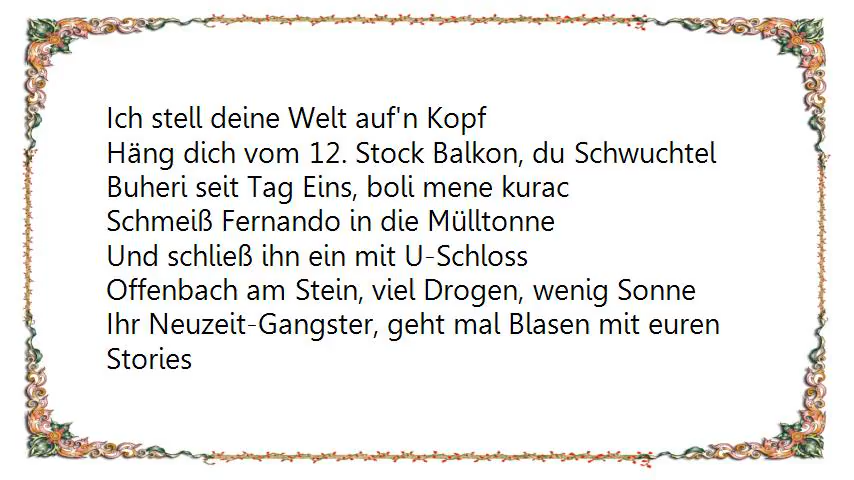 Ich stell deine Welt auf'n Kopf
Häng dich vom 12. Stock Balkon, du Schwuchtel
Buheri seit Tag Eins, boli mene kurac
Schmeiß Fernando in die Mülltonne
Und schließ ihn ein mit U-Schloss
Offenbach am Stein, viel Drogen, wenig Sonne
Ihr Neuzeit-Gangster, geht mal Blasen mit euren
Stories